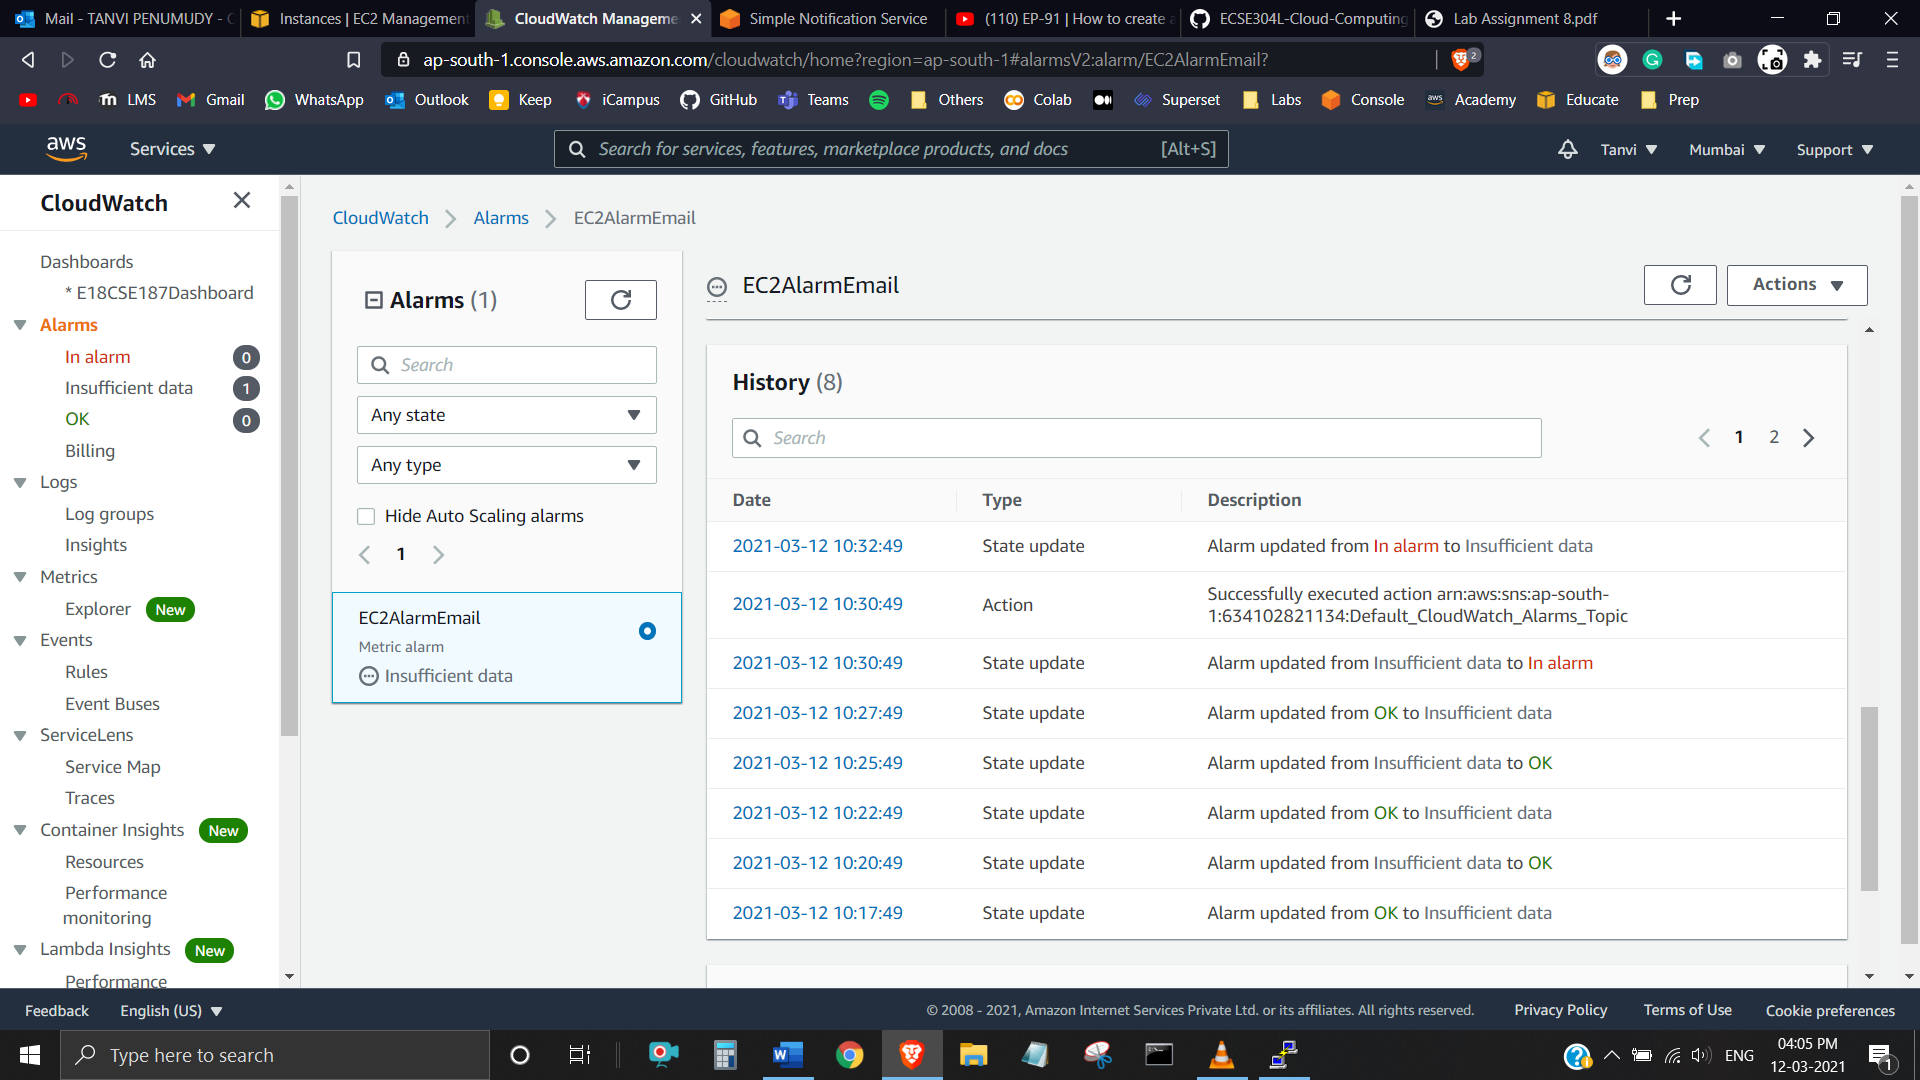 Mail - TANVI PENUMUDY - 
Instances | EC2 Management
CloudWatch Manageme
Simple Notification Service
(110) EP-91 | How to create a
ECSE304L-Cloud-Computing
Lab Assignment 8.pdf
ap-south-1.console.aws.amazon.com/cloudwatch/home?region=ap-south-1#alarmsV2:alarm/EC2AlarmEmail?
2
LMS
Gmail
WhatsApp
Outlook
Keep
iCampus
GitHub
Teams
Others
Colab
Superset
Labs
Console
aws
Academy
Educate
Prep
aws
Services
Search for services, features, marketplace products, and docs
[Alt+S]
Tanvi
Mumbai
Support
CloudWatch
Dashboards
* E18CSE187Dashboard
Alarms
In alarm 0
Insufficient data 1
OK 0
Billing
Logs
Log groups
Insights
Metrics
Explorer New
Events
Rules
Event Buses
ServiceLens
Service Map
Traces
Container Insights New
Resources
Performance
monitoring
Lambda Insights New
Performance
CloudWatch
Alarms
EC2AlarmEmail
Alarms (1)
Search
Any state
Any type
Hide Auto Scaling alarms
1
EC2AlarmEmail
Metric alarm
Insufficient data
EC2AlarmEmail
Actions
History (8)
Search
1 2
Date Type Description
2021-03-12 10:32:49 State update Alarm updated from In alarm to Insufficient data
2021-03-12 10:30:49 Action Successfully executed action arn:aws:sns:ap-south-
1:634102821134:Default_CloudWatch_Alarms_Topic
2021-03-12 10:30:49 State update Alarm updated from Insufficient data to In alarm
2021-03-12 10:27:49 State update Alarm updated from OK to Insufficient data
2021-03-12 10:25:49 State update Alarm updated from Insufficient data to OK
2021-03-12 10:22:49 State update Alarm updated from OK to Insufficient data
2021-03-12 10:20:49 State update Alarm updated from Insufficient data to OK
2021-03-12 10:17:49 State update Alarm updated from OK to Insufficient data
Feedback
English (US)
© 2008 - 2021, Amazon Internet Services Private Ltd. or its affiliates. All rights reserved.
Privacy Policy
Terms of Use
Cookie preferences
Type here to search
ENG
04:05 PM
12-03-2021
1